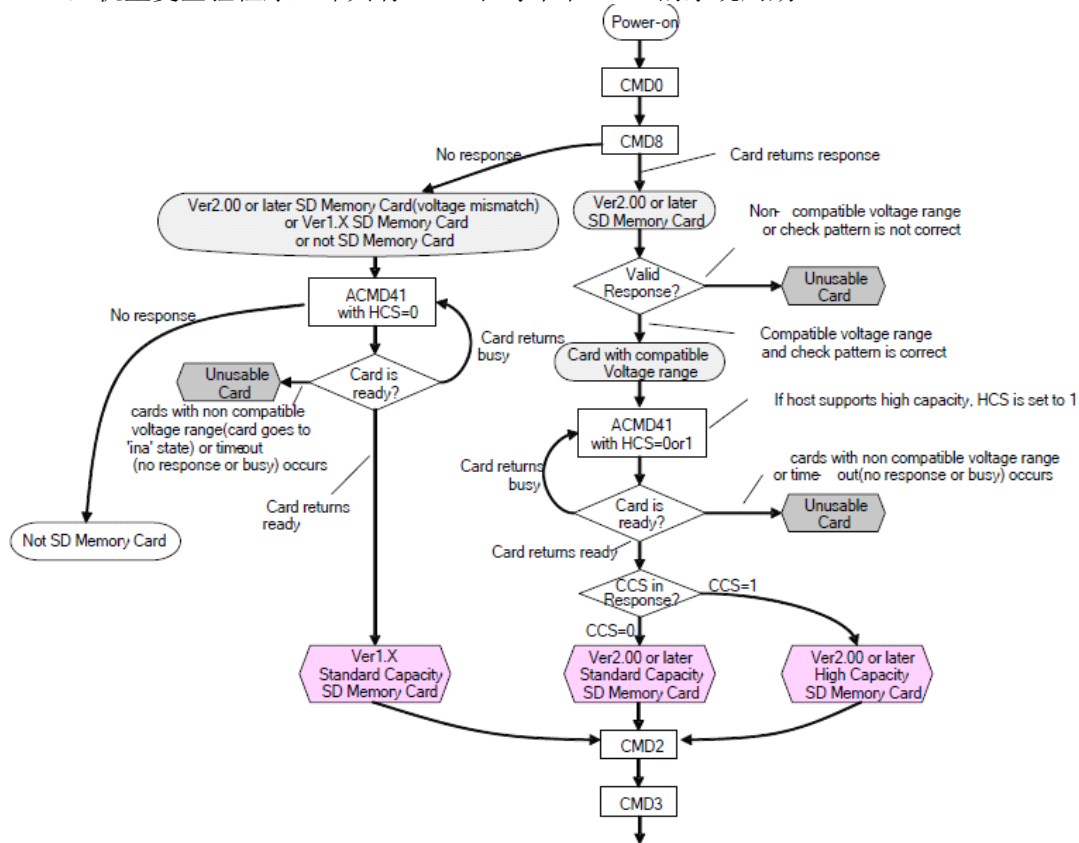 Power-on
CMD0
CMD8
No response
Card returns response
Ver2.00 or later SD Memory Card(voltage mismatch)
or Ver1.X SD Memory Card
or not SD Memory Card
Ver2.00 or later
SD Memory Card
Non- compatible voltage range
or check pattern is not correct
Valid
Response?
Unusable
Card
ACMD41
with HCS=0
No response
Card returns
busy
Compatible voltage range
and check pattern is correct
Card with compatible
Voltage range
Unusable
Card
Card is
ready?
cards with non compatible
voltage range(card goes to
'ina' state) or timeout
(no response or busy) occurs
If host supports high capacity, HCS is set to 1
ACMD41
with HCS=0or1
Card returns
busy
cards with non compatible voltage range
or time- out(no response or busy) occurs
Card returns
ready
Card is
ready?
Unusable
Card
Not SD Memory Card
Card returns ready
CCS in
Response?
CCS=1
CCS=0
Ver1.X
Standard Capacity
SD Memory Card
Ver2.00 or later
Standard Capacity
SD Memory Card
Ver2.00 or later
High Capacity
SD Memory Card
CMD2
CMD3